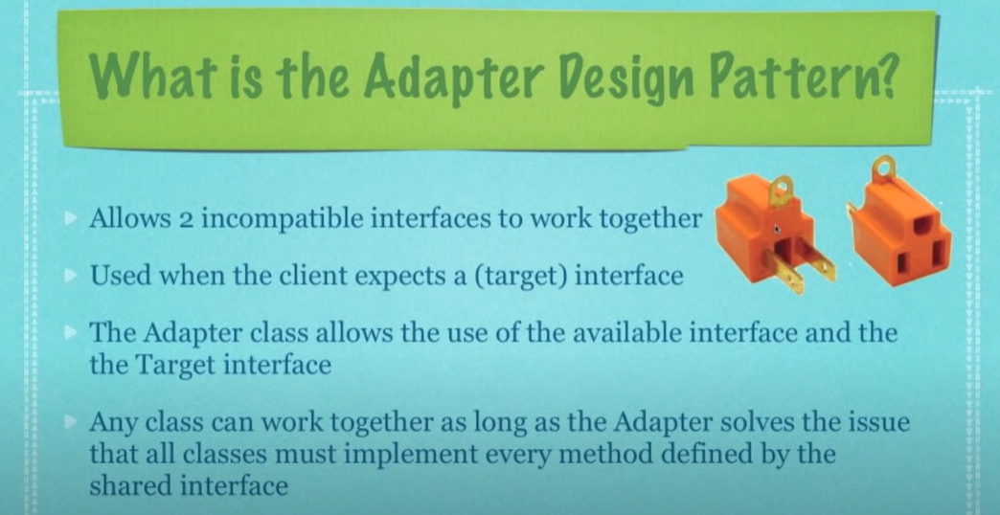 What is the Adapter Design Pattern?
Allows 2 incompatible interfaces to work together
Used when the client expects a (target) interface
The Adapter class allows the use of the available interface and the
the Target interface
Any class can work together as long as the Adapter solves the issue
that all classes must implement every method defined by the
shared interface